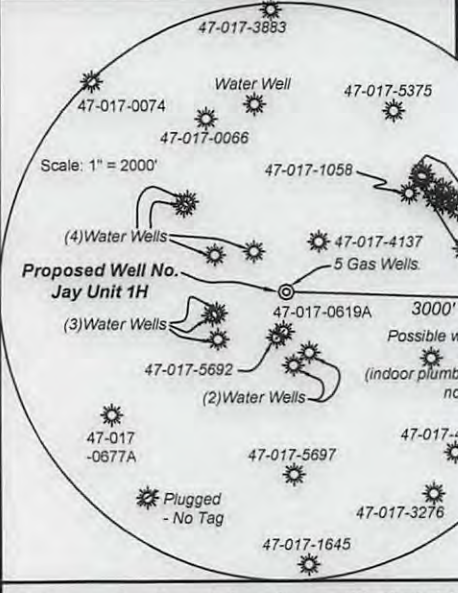 47-017-3883
Water Well
47-017-5375
47-017-0074
47-017-0066
Scale: 1" = 2000'
47-017-1058
(4)Water Wells
47-017-4137
5 Gas Wells.
Proposed Well No.
Jay Unit 1H
3000'
47-017-0619A
(3)Water Wells
Possible w
47-017-5692
(indoor plumb
(2)Water Wells
47-017
-0677A
47-017-4
47-017-5697
Plugged
- No Tag
47-017-3276
47-017-1645